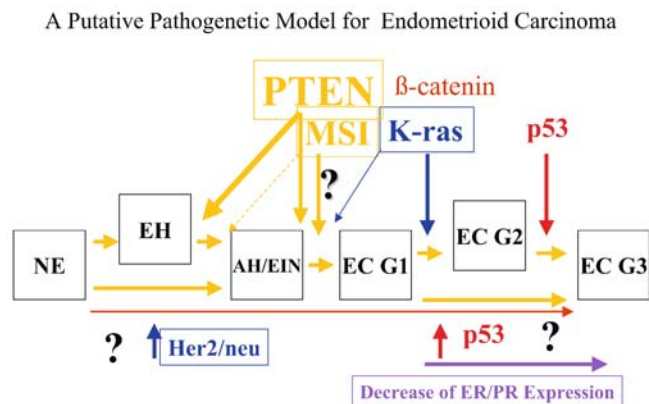 A Putative Pathogenetic Model for Endometrioid Carcinoma
PTEN
ß-catenin
MSI
K-ras
p53
?
EH
EC G2
NE
AH/EIN
EC G1
EC G3
?
Her2/neu
p53
?
Decrease of ER/PR Expression